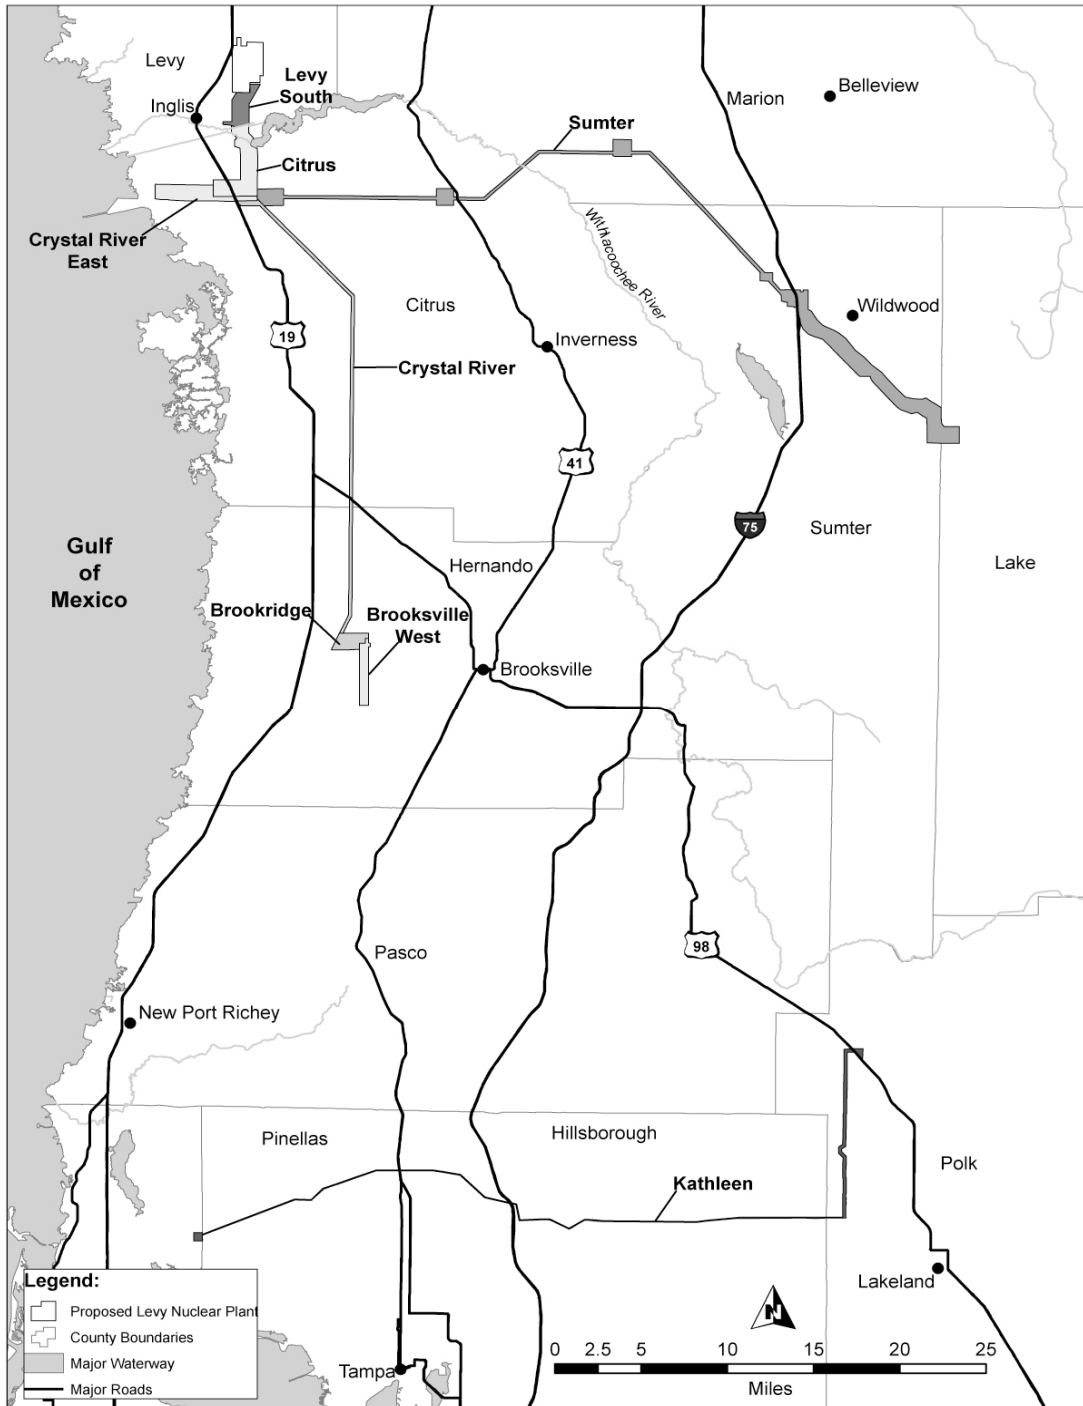 Levy
Levy
South
Inglis
Belleview
Marion
Sumter
Citrus
Crystal River
East
Withlacoochee River
Citrus
Wildwood
19
Inverness
Crystal River
41
75
Sumter
Gulf
of
Mexico
Hernando
Lake
Brookridge
Brooksville
West
Brooksville
98
Pasco
New Port Richey
Pinellas
Hillsborough
Polk
Kathleen
Lakeland
Legend:
Proposed Levy Nuclear Plant
County Boundaries
Major Waterway
Major Roads
Tampa
N
0 2.5 5 10 15 20 25
Miles